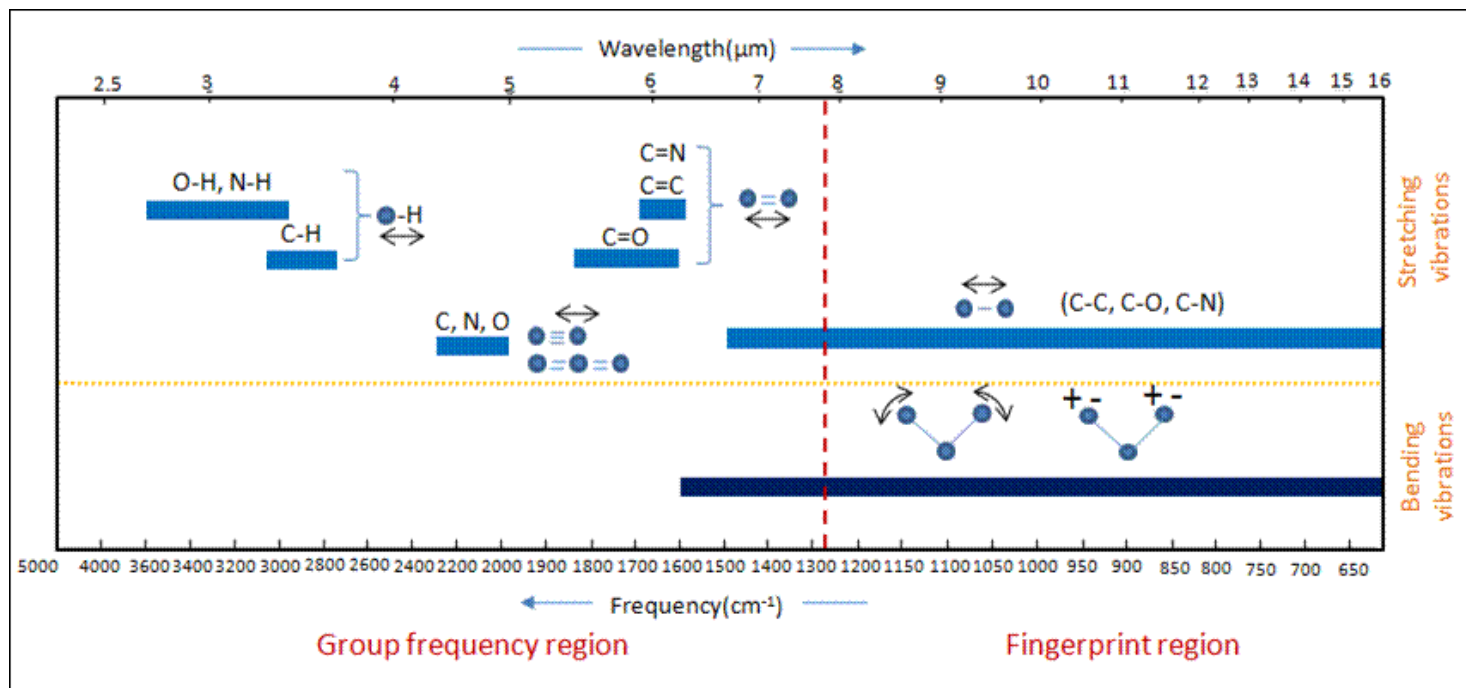 Wavelength(μm)
2.5 3 4 5 6 7 8 9 10 11 12 13 14 15 16
C=N
O-H, N-H C=C
-H
C-H C=O
(C-C, C-O, C-N)
C, N, O
Stretching
vibrations
+ - + -
Bending
vibrations
5000 4000 3600 3400 3200 3000 2800 2600 2400 2200 2000 1900 1800 1700 1600 1500 1400 1300 1200 1150 1100 1050 1000 950 900 850 800 750 700 650
Frequency(cm⁻¹)
Group frequency region Fingerprint region